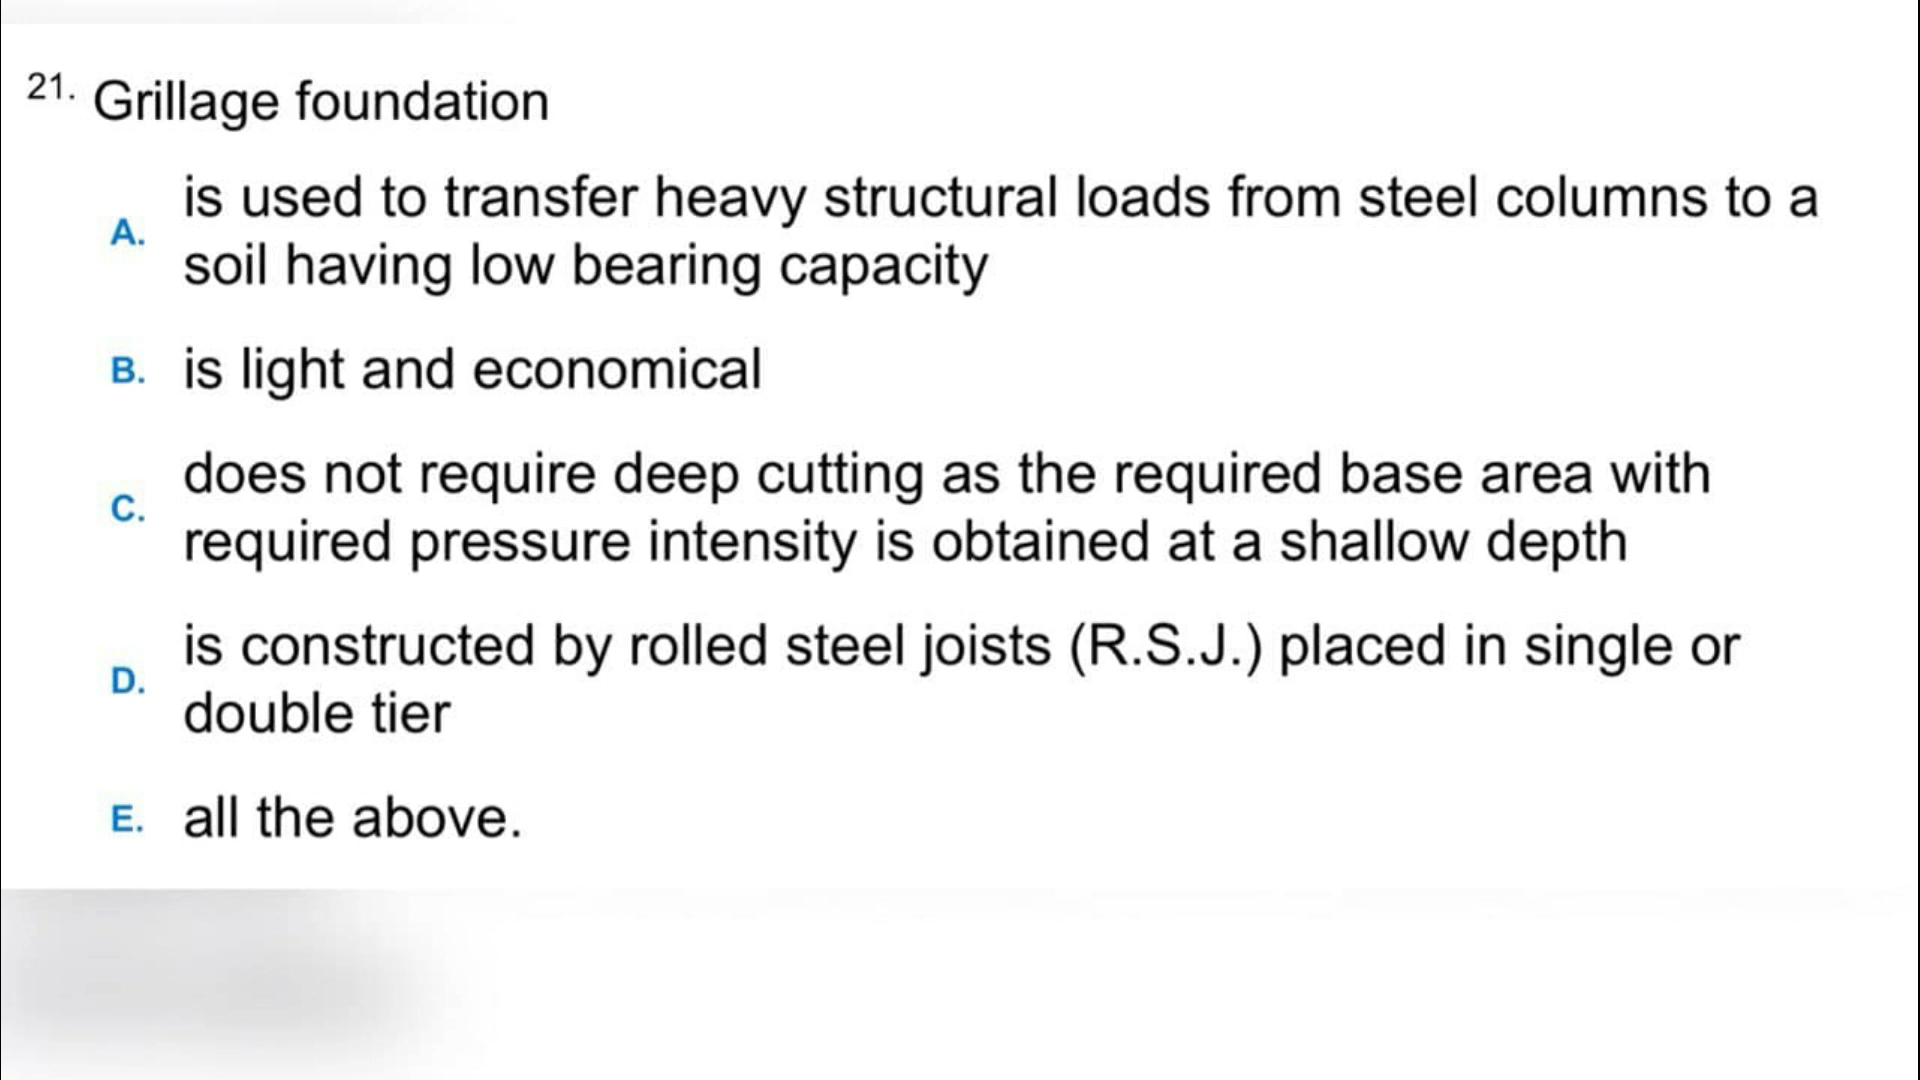 21. Grillage foundation
A. is used to transfer heavy structural loads from steel columns to a
soil having low bearing capacity
B. is light and economical
C. does not require deep cutting as the required base area with
required pressure intensity is obtained at a shallow depth
D. is constructed by rolled steel joists (R.S.J.) placed in single or
double tier
E. all the above.